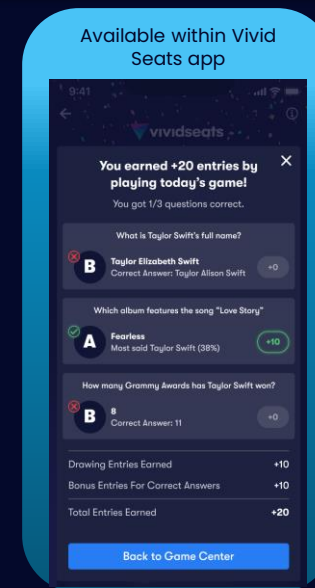 Available within Vivid
Seats app
9:41
vividseats
You earned +20 entries by
playing today's game!
You got 1/3 questions correct.
What is Taylor Swift's full name?
B
Taylor Elizabeth Swift
Correct Answer: Taylor Alison Swift
+0
Which album features the song "Love Story"
A
Fearless
Most said Taylor Swift (38%)
+10
How many Grammy Awards has Taylor Swift won?
B
8
Correct Answer: 11
+0
Drawing Entries Earned +10
Bonus Entries For Correct Answers +10
Total Entries Earned +20
Back to Game Center